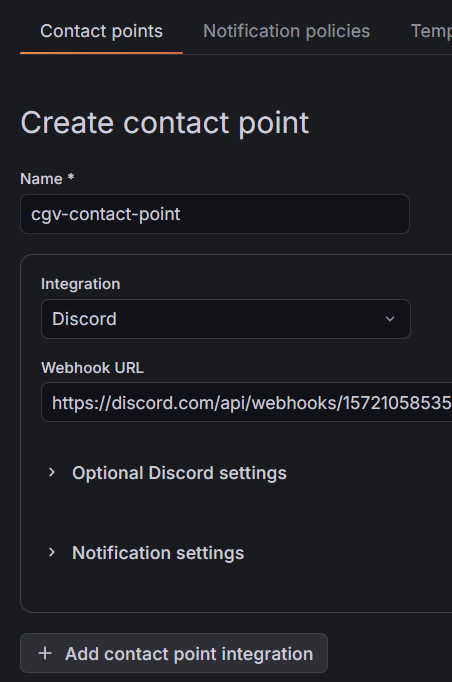 Contact points Notification policies Temp
Create contact point
Name *
cgv-contact-point
Integration
Discord
Webhook URL
https://discord.com/api/webhooks/15721058535
Optional Discord settings
Notification settings
+ Add contact point integration